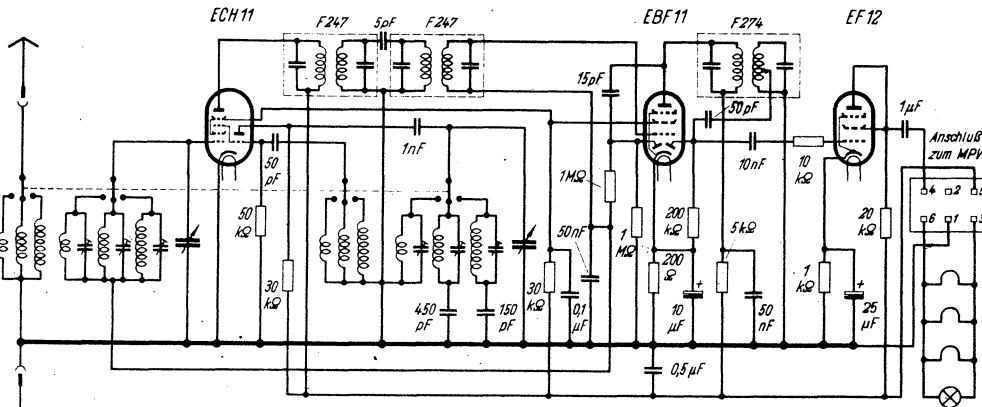 ECH11
EBF11
EF12
F247
5pF
F247
F274
15pF
50pF
1µF
Anschluß
zum MPV
50
pF
1nF
10nF
10
kΩ
4 2 5
6 1 3
50
kΩ
30
kΩ
1MΩ
1
MΩ
200
kΩ
5kΩ
20
kΩ
50nF
200
Ω
1
kΩ
450
pF
150
pF
30
kΩ
0,1
µF
10
µF
+
50
nF
25
µF
+
0,5µF